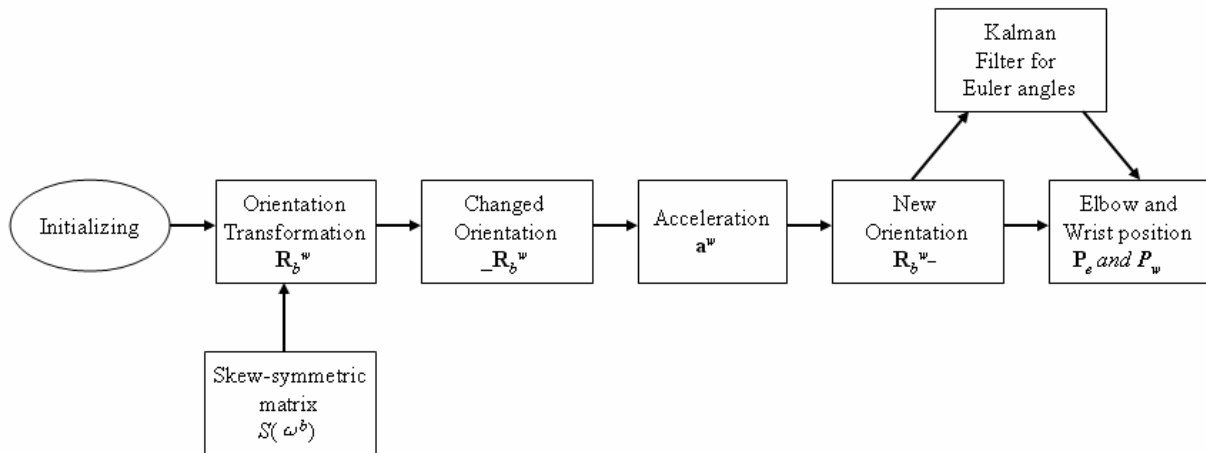 Kalman
Filter for
Euler angles
Initializing
Orientation
Transformation
R_b^w
Changed
Orientation
_R_b^w
Acceleration
a^w
New
Orientation
R_b^w-
Elbow and
Wrist position
P_e and P_w
Skew-symmetric
matrix
S( ω^b)